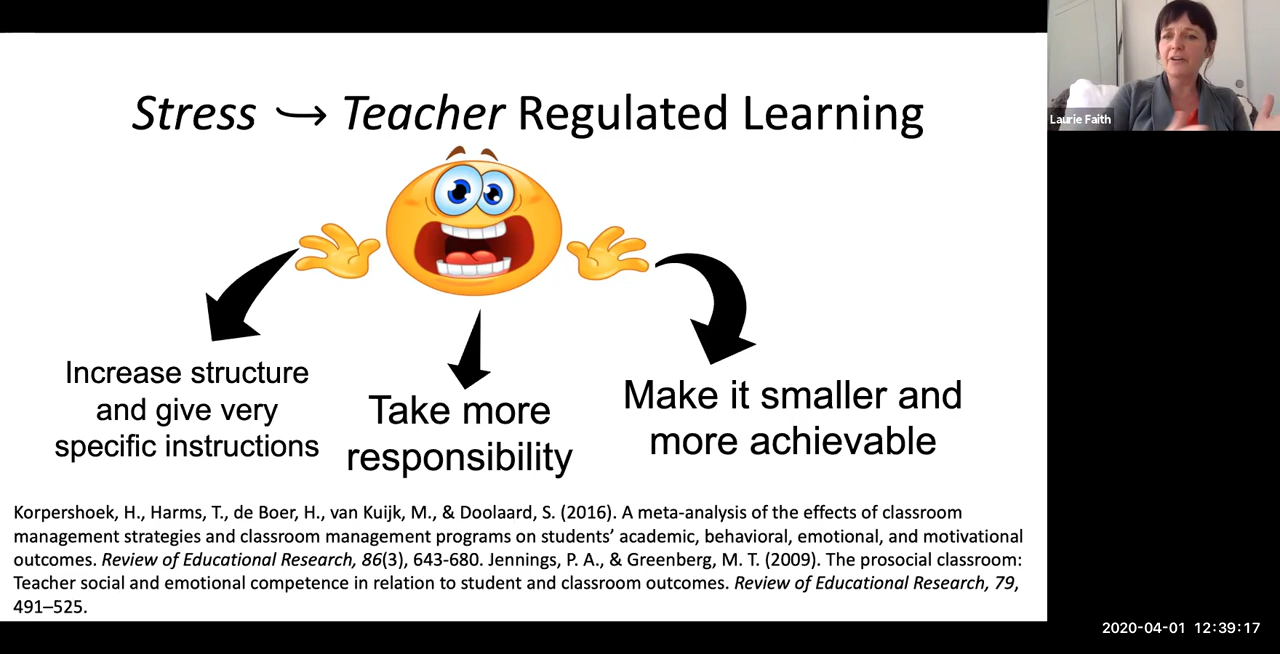 Stress ↪ Teacher Regulated Learning
Laurie Faith
Increase structure
and give very
specific instructions
Take more
responsibility
Make it smaller and
more achievable
Korpershoek, H., Harms, T., de Boer, H., van Kuijk, M., & Doolaard, S. (2016). A meta-analysis of the effects of classroom
management strategies and classroom management programs on students’ academic, behavioral, emotional, and motivational
outcomes. Review of Educational Research, 86(3), 643-680. Jennings, P. A., & Greenberg, M. T. (2009). The prosocial classroom:
Teacher social and emotional competence in relation to student and classroom outcomes. Review of Educational Research, 79,
491–525.
2020-04-01 12:39:17